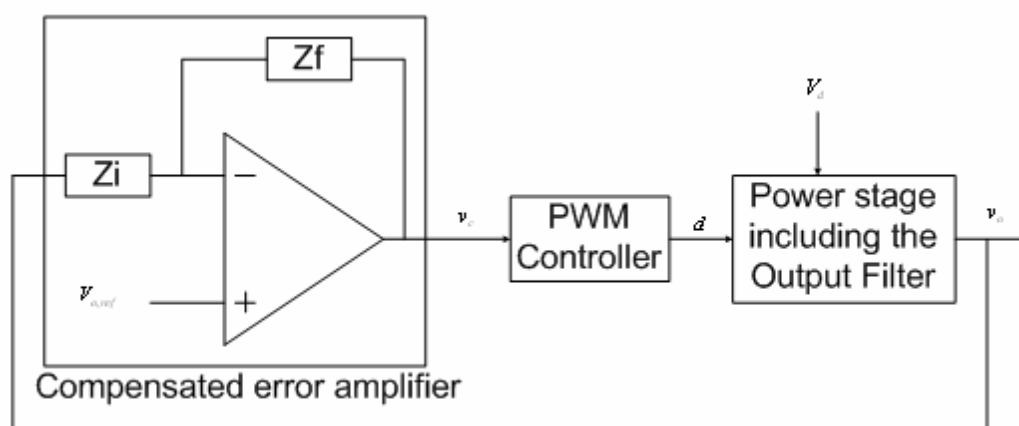 Zf
Zi
−
+
V_o,ref
Compensated error amplifier
v_c
PWM
Controller
d
V_d
Power stage
including the
Output Filter
v_o